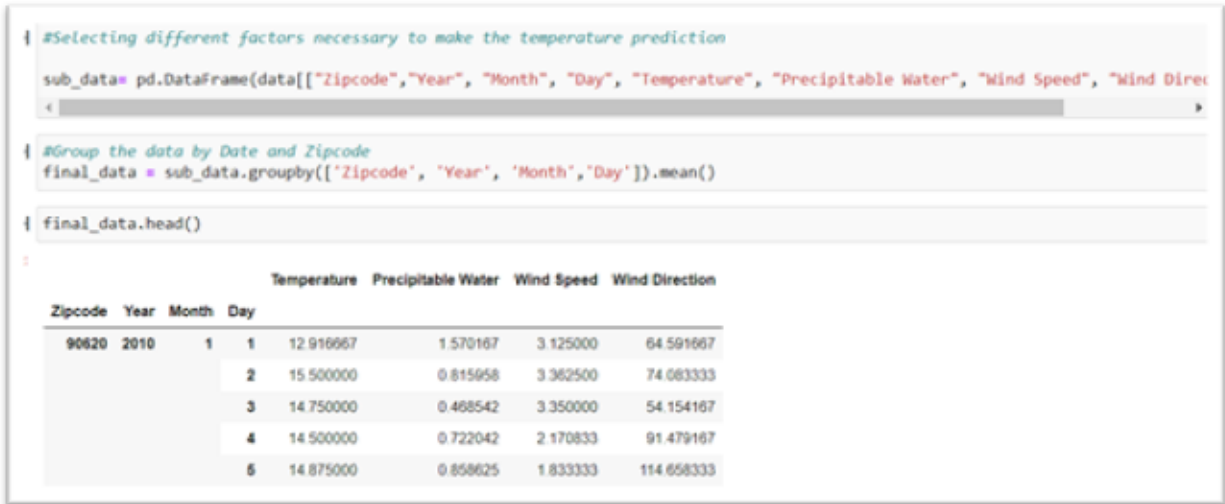 #Selecting different factors necessary to make the temperature prediction
sub_data= pd.DataFrame(data[["Zipcode","Year", "Month", "Day", "Temperature", "Precipitable Water", "Wind Speed", "Wind Direc
#Group the data by Date and Zipcode
final_data = sub_data.groupby(['Zipcode', 'Year', 'Month','Day']).mean()
final_data.head()
Temperature Precipitable Water Wind Speed Wind Direction
Zipcode Year Month Day
90620 2010 1 1 12.916667 1.570167 3.125000 64.591667
2 15.500000 0.815958 3.362500 74.083333
3 14.750000 0.468542 3.350000 54.154167
4 14.500000 0.722042 2.170833 91.479167
5 14.875000 0.858625 1.833333 114.658333